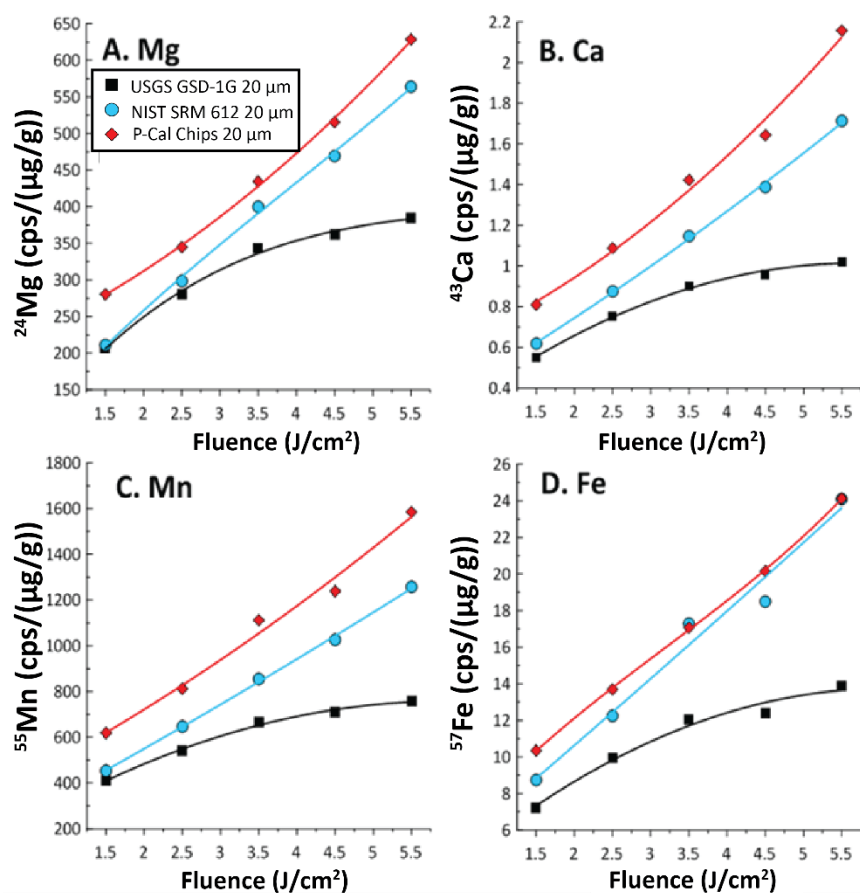 A. Mg
USGS GSD-1G 20 µm
NIST SRM 612 20 µm
P-Cal Chips 20 µm
²⁴Mg (cps/(µg/g))
650
600
550
500
450
400
350
300
250
200
150
1.5 2 2.5 3 3.5 4 4.5 5 5.5
Fluence (J/cm²)
B. Ca
⁴³Ca (cps/(µg/g))
2.2
2
1.8
1.6
1.4
1.2
1
0.8
0.6
0.4
1.5 2 2.5 3 3.5 4 4.5 5 5.5
Fluence (J/cm²)
C. Mn
⁵⁵Mn (cps/(µg/g))
1800
1600
1400
1200
1000
800
600
400
200
1.5 2 2.5 3 3.5 4 4.5 5 5.5
Fluence (J/cm²)
D. Fe
⁵⁷Fe (cps/(µg/g))
26
24
22
20
18
16
14
12
10
8
6
1.5 2 2.5 3 3.5 4 4.5 5 5.5
Fluence (J/cm²)